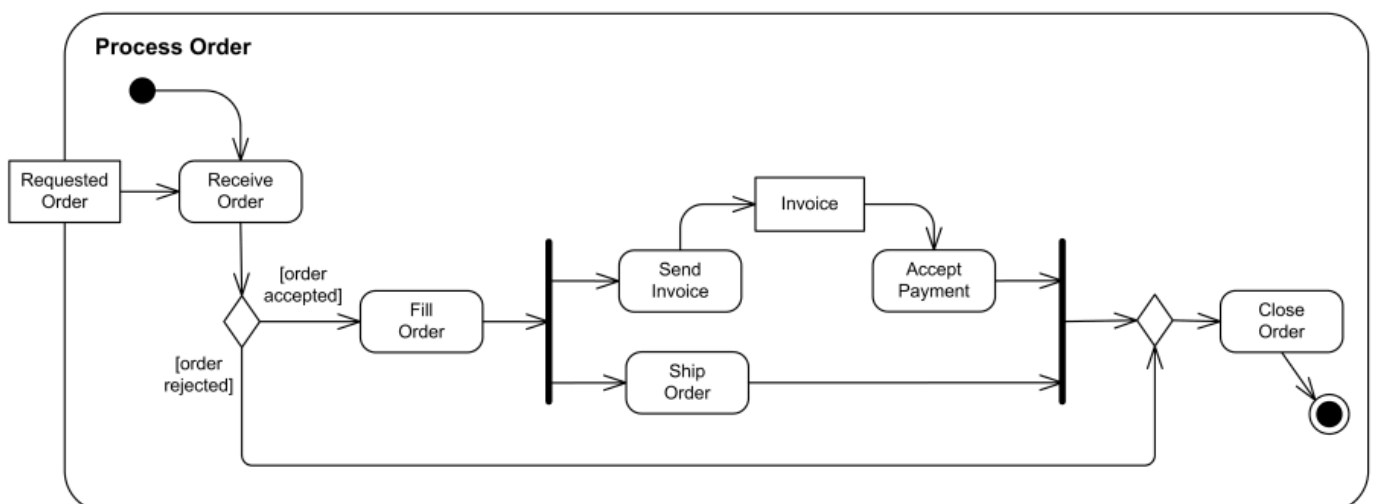 Process Order
Requested
Order
Receive
Order
[order
accepted]
[order
rejected]
Fill
Order
Send
Invoice
Invoice
Accept
Payment
Ship
Order
Close
Order